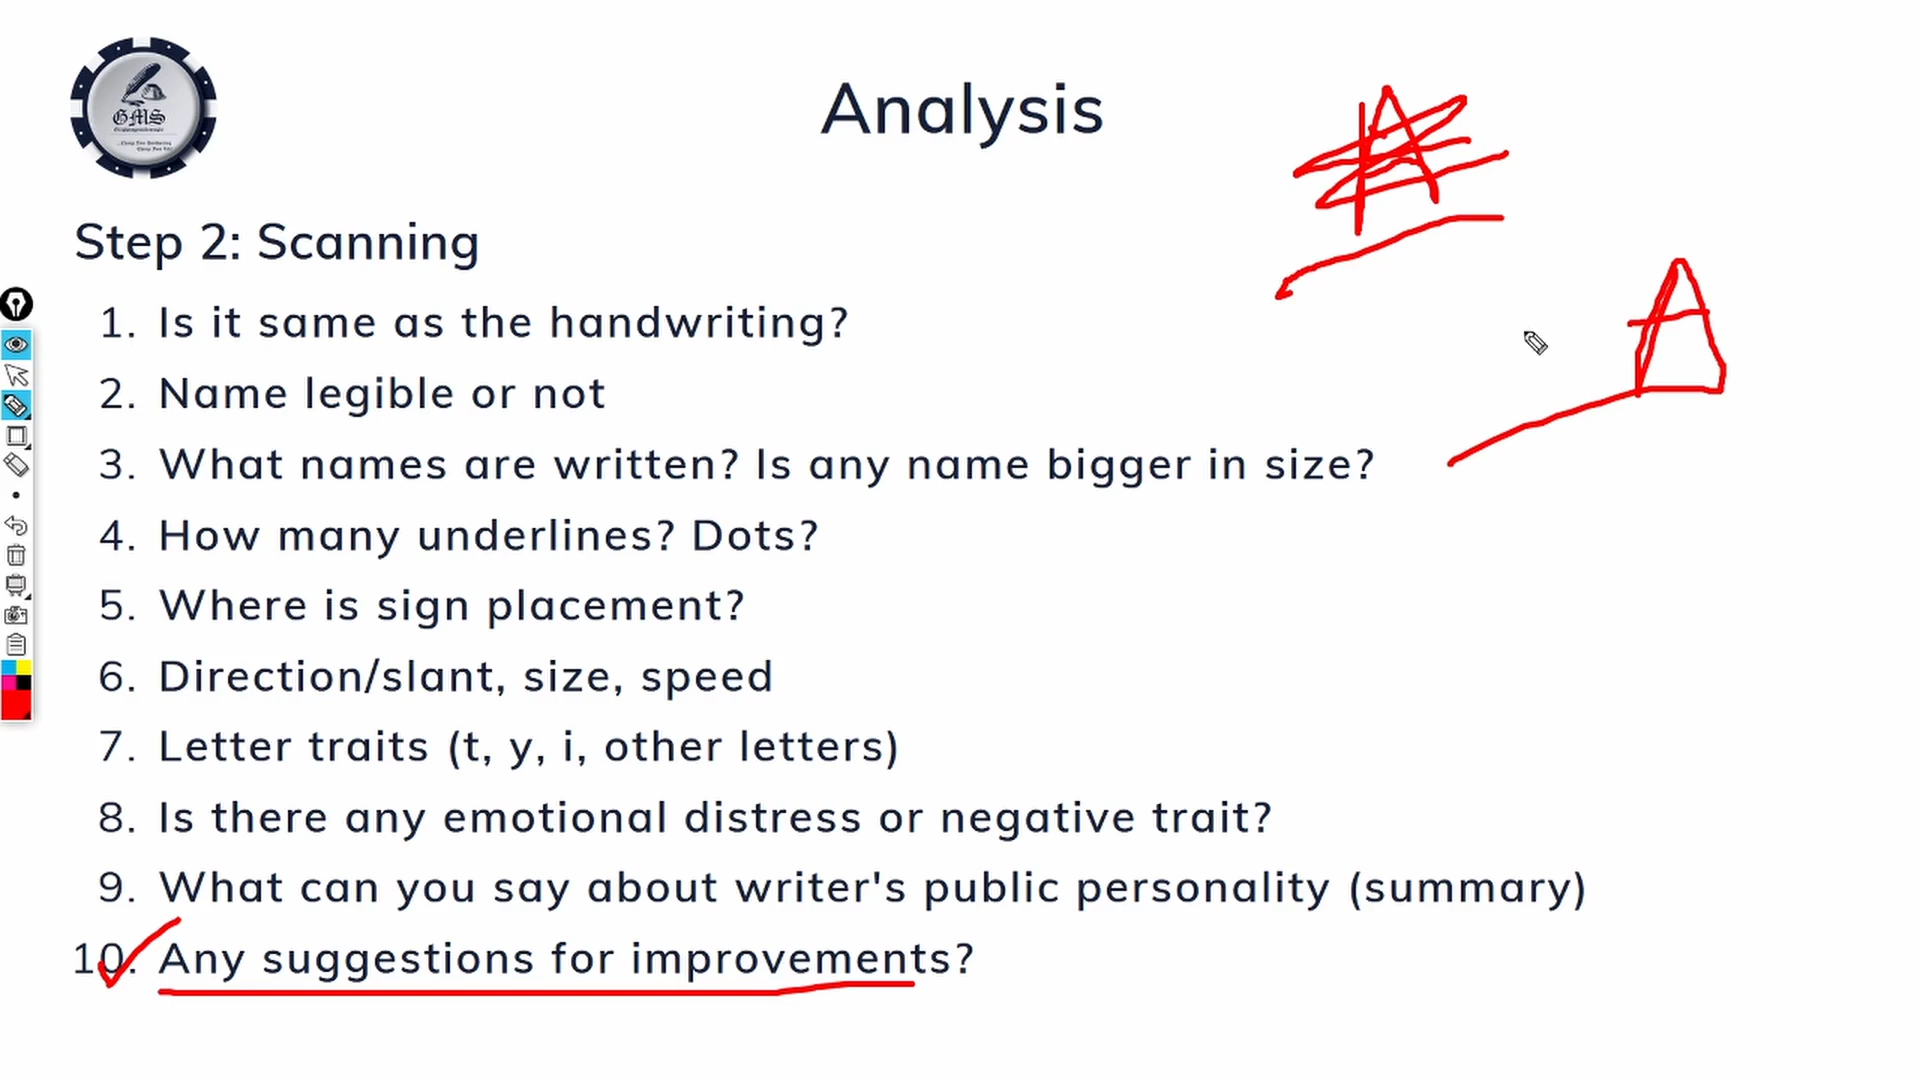 GMS
Analysis
Step 2: Scanning
1. Is it same as the handwriting?
2. Name legible or not
3. What names are written? Is any name bigger in size?
4. How many underlines? Dots?
5. Where is sign placement?
6. Direction/slant, size, speed
7. Letter traits (t, y, i, other letters)
8. Is there any emotional distress or negative trait?
9. What can you say about writer's public personality (summary)
10. Any suggestions for improvements?
A
A